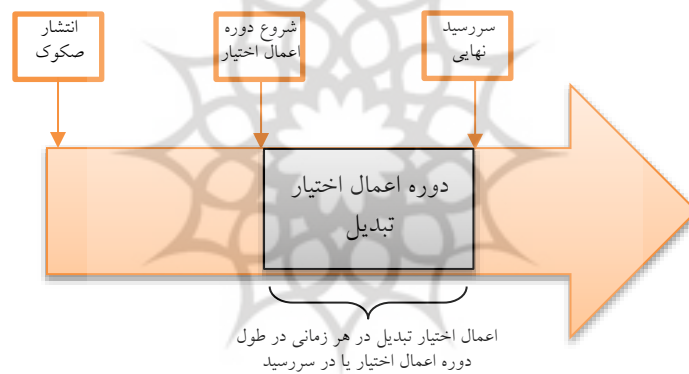 انتشار
صکوک
شروع دوره
اعمال اختیار
سررسید
نهایی
دوره اعمال اختیار
تبدیل
اعمال اختیار تبدیل در هر زمانی در طول
دوره اعمال اختیار یا در سررسید